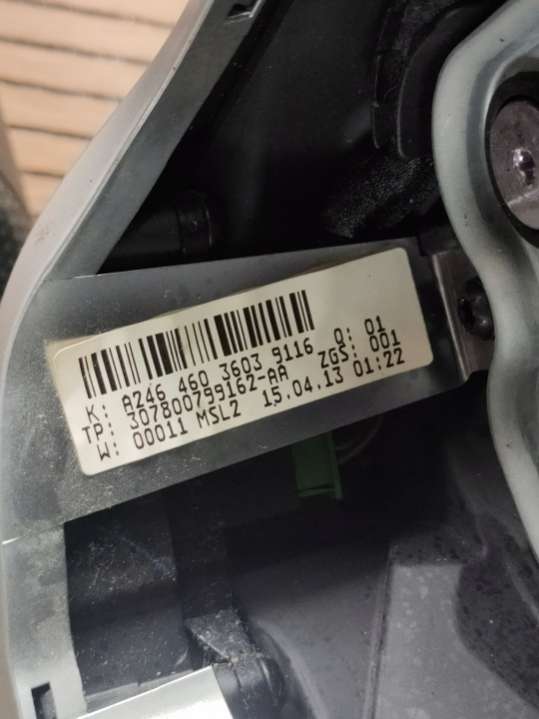 K: A246 460 3603 9116 Q: 01
TP: 307800799162-AA ZGS: 001
W: 00011 MSL2 15.04.13 01:22